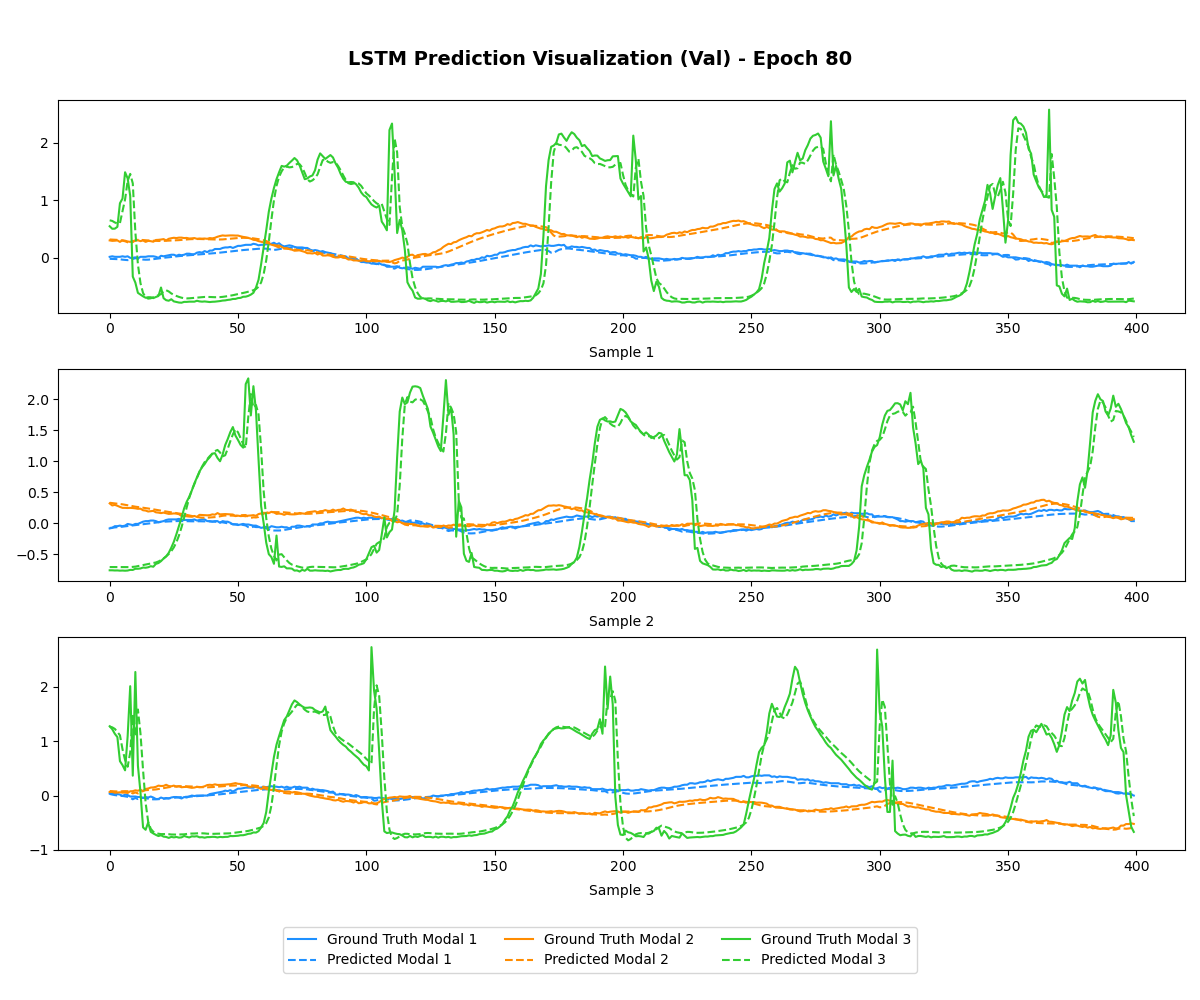 LSTM Prediction Visualization (Val) - Epoch 80
2
1
0
0 50 100 150 200 250 300 350 400
Sample 1
2.0
1.5
1.0
0.5
0.0
−0.5
0 50 100 150 200 250 300 350 400
Sample 2
2
1
0
−1
0 50 100 150 200 250 300 350 400
Sample 3
Ground Truth Modal 1 Ground Truth Modal 2 Ground Truth Modal 3
Predicted Modal 1 Predicted Modal 2 Predicted Modal 3